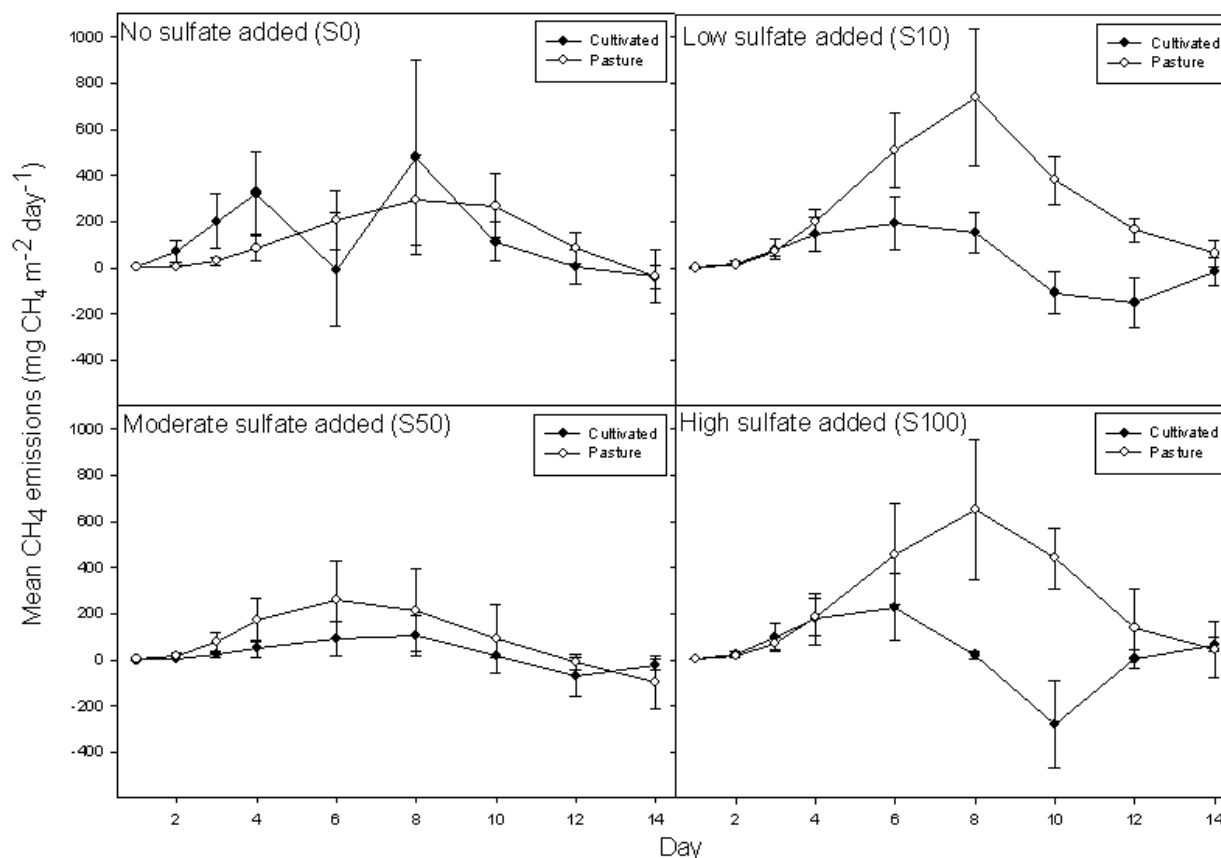 No sulfate added (S0)
Cultivated
Pasture
Low sulfate added (S10)
Cultivated
Pasture
1000
800
600
400
200
0
-200
-400
Moderate sulfate added (S50)
Cultivated
Pasture
High sulfate added (S100)
Cultivated
Pasture
1000
800
600
400
200
0
-200
-400
2 4 6 8 10 12 14
2 4 6 8 10 12 14
Day
Mean CH4 emissions (mg CH4 m-2 day-1)